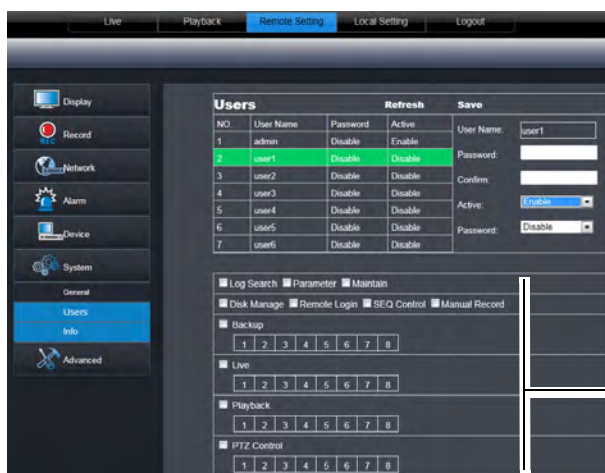 Live Playback Remote Setting Local Setting Logout
Display
REC Record
Network
Alarm
Device
System
General
Users
Info
Advanced
Users Refresh Save
NO. User Name Password Active
1 admin Disable Enable
2 user1 Disable Disable
3 user2 Disable Disable
4 user3 Disable Disable
5 user4 Disable Disable
6 user5 Disable Disable
7 user6 Disable Disable
User Name: user1
Password:
Confirm:
Active: Enable
Password: Disable
Log Search Parameter Maintain
Disk Manage Remote Login SEQ Control Manual Record
Backup
1 2 3 4 5 6 7 8
Live
1 2 3 4 5 6 7 8
Playback
1 2 3 4 5 6 7 8
PTZ Control
1 2 3 4 5 6 7 8